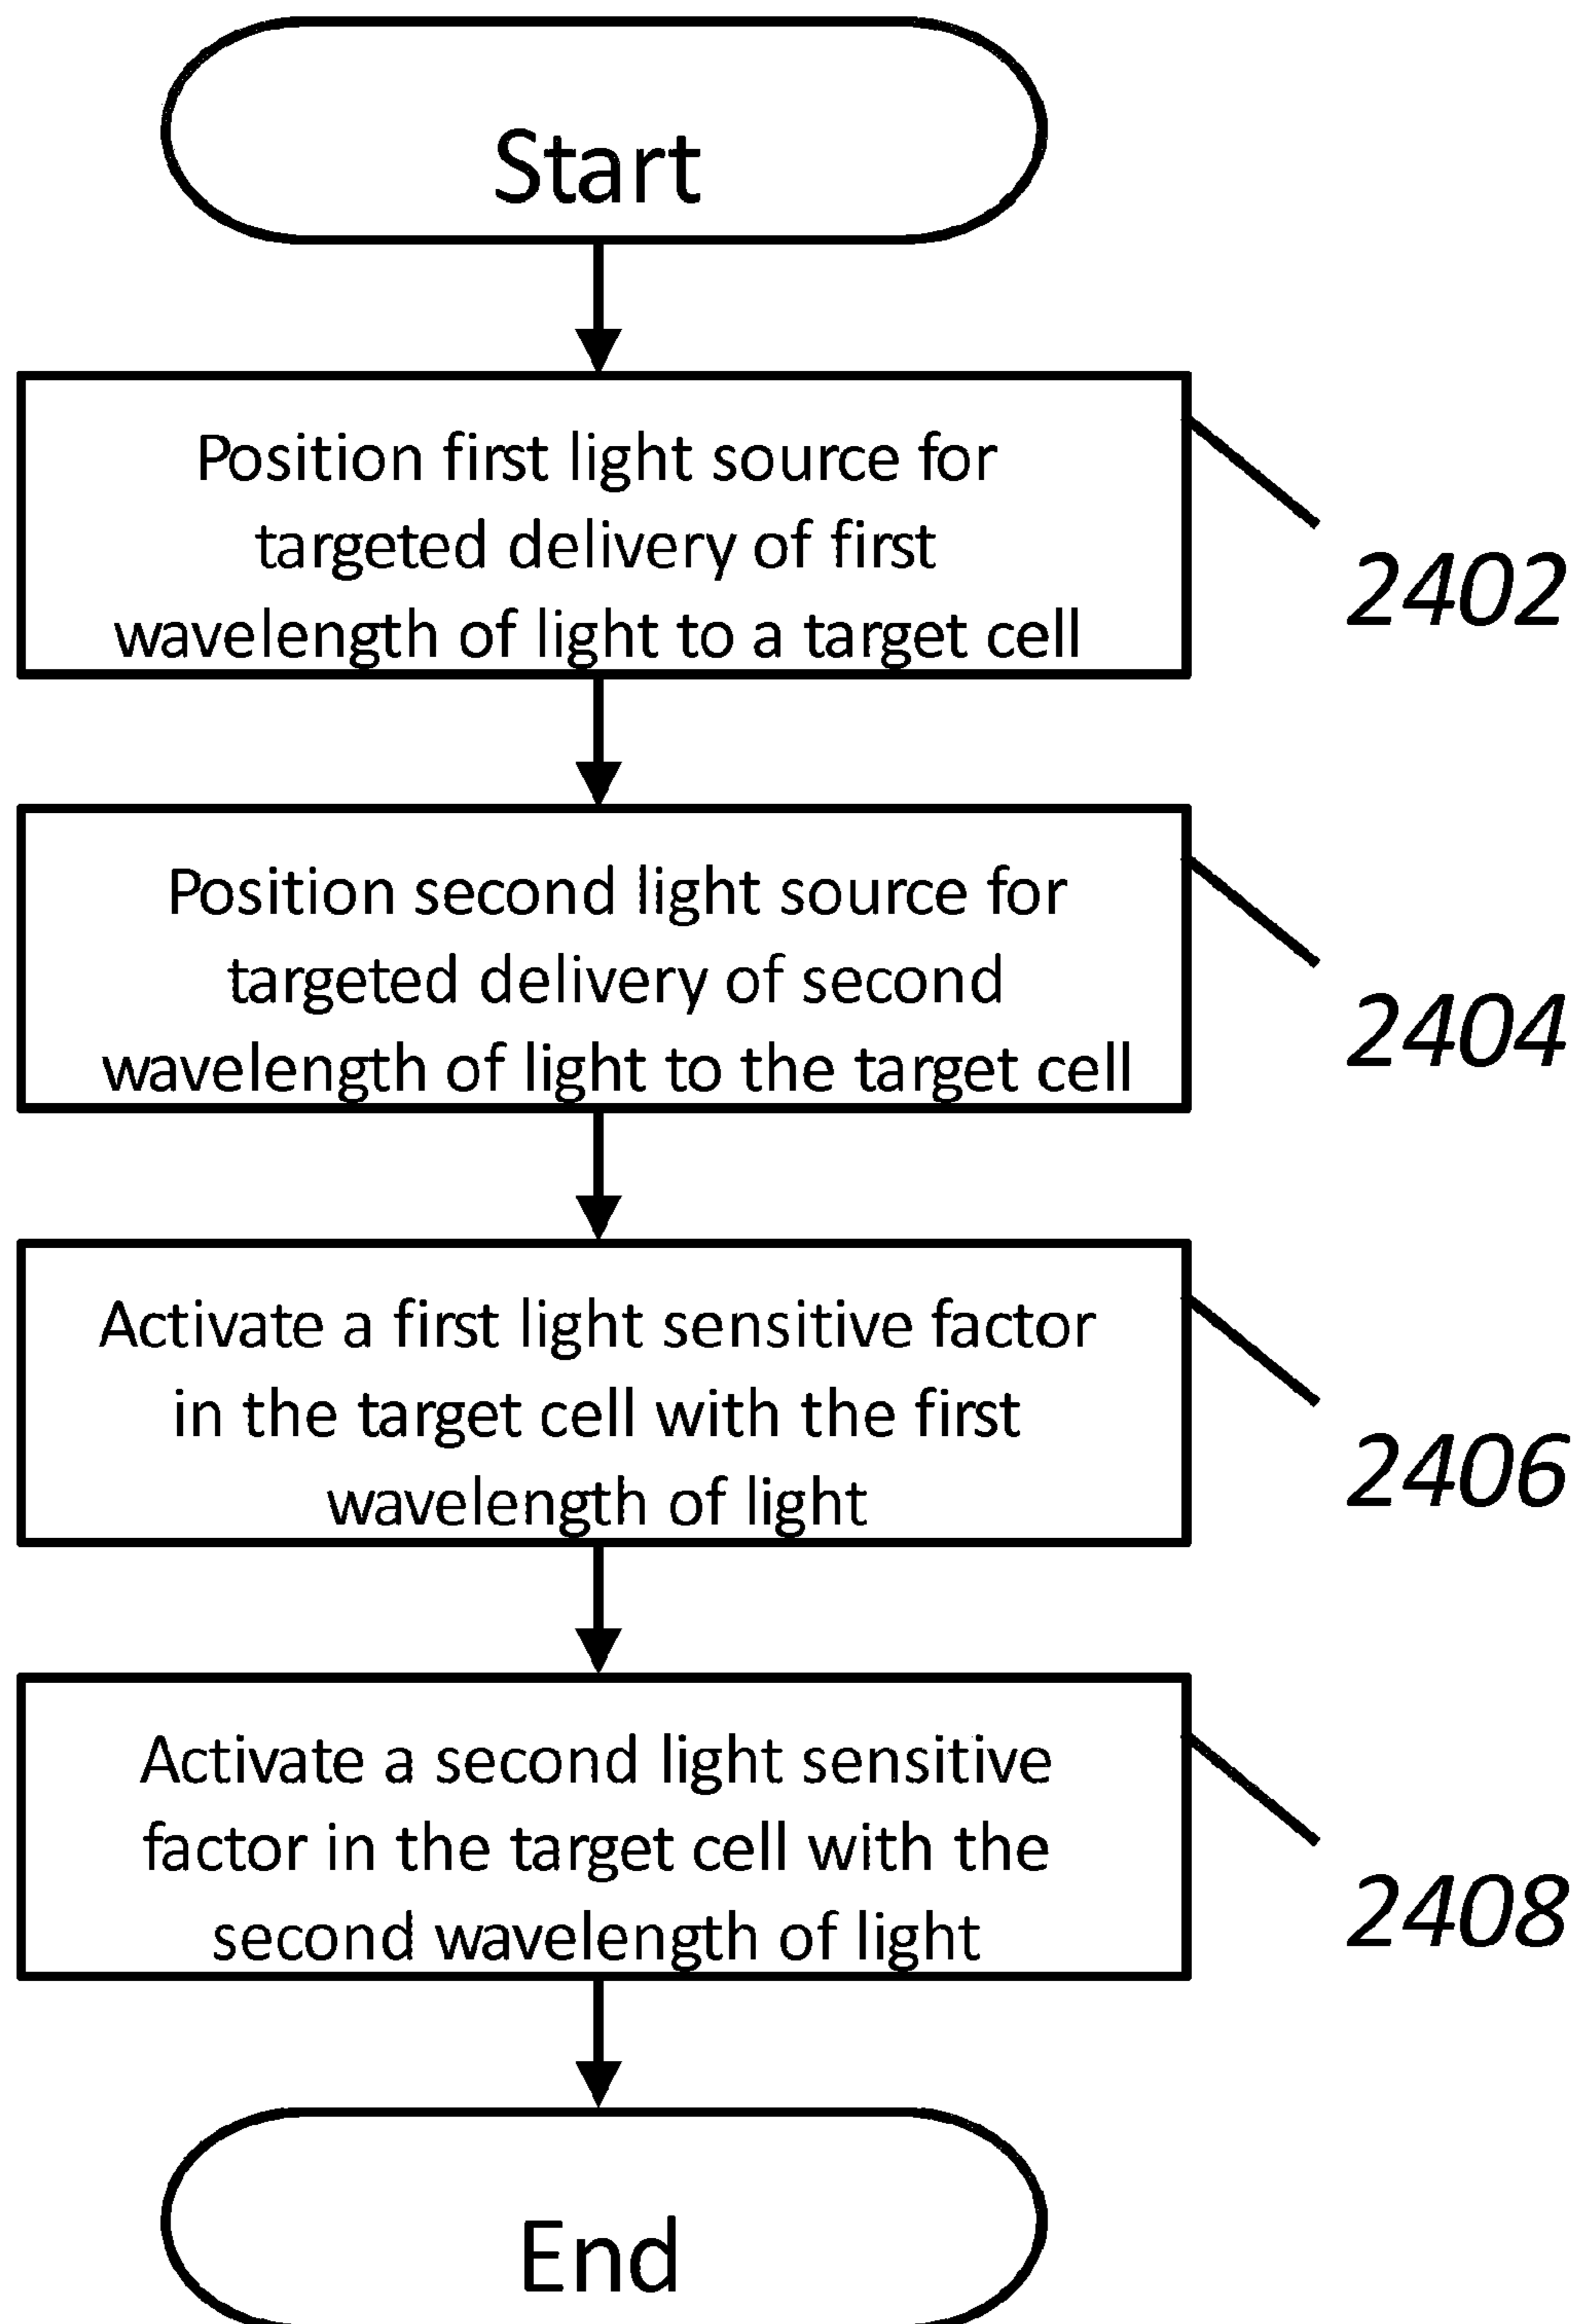 Start
Position first light source for
targeted delivery of first
wavelength of light to a target cell
2402
Position second light source for
targeted delivery of second
wavelength of light to the target cell
2404
Activate a first light sensitive factor
in the target cell with the first
wavelength of light
2406
Activate a second light sensitive
factor in the target cell with the
second wavelength of light
2408
End